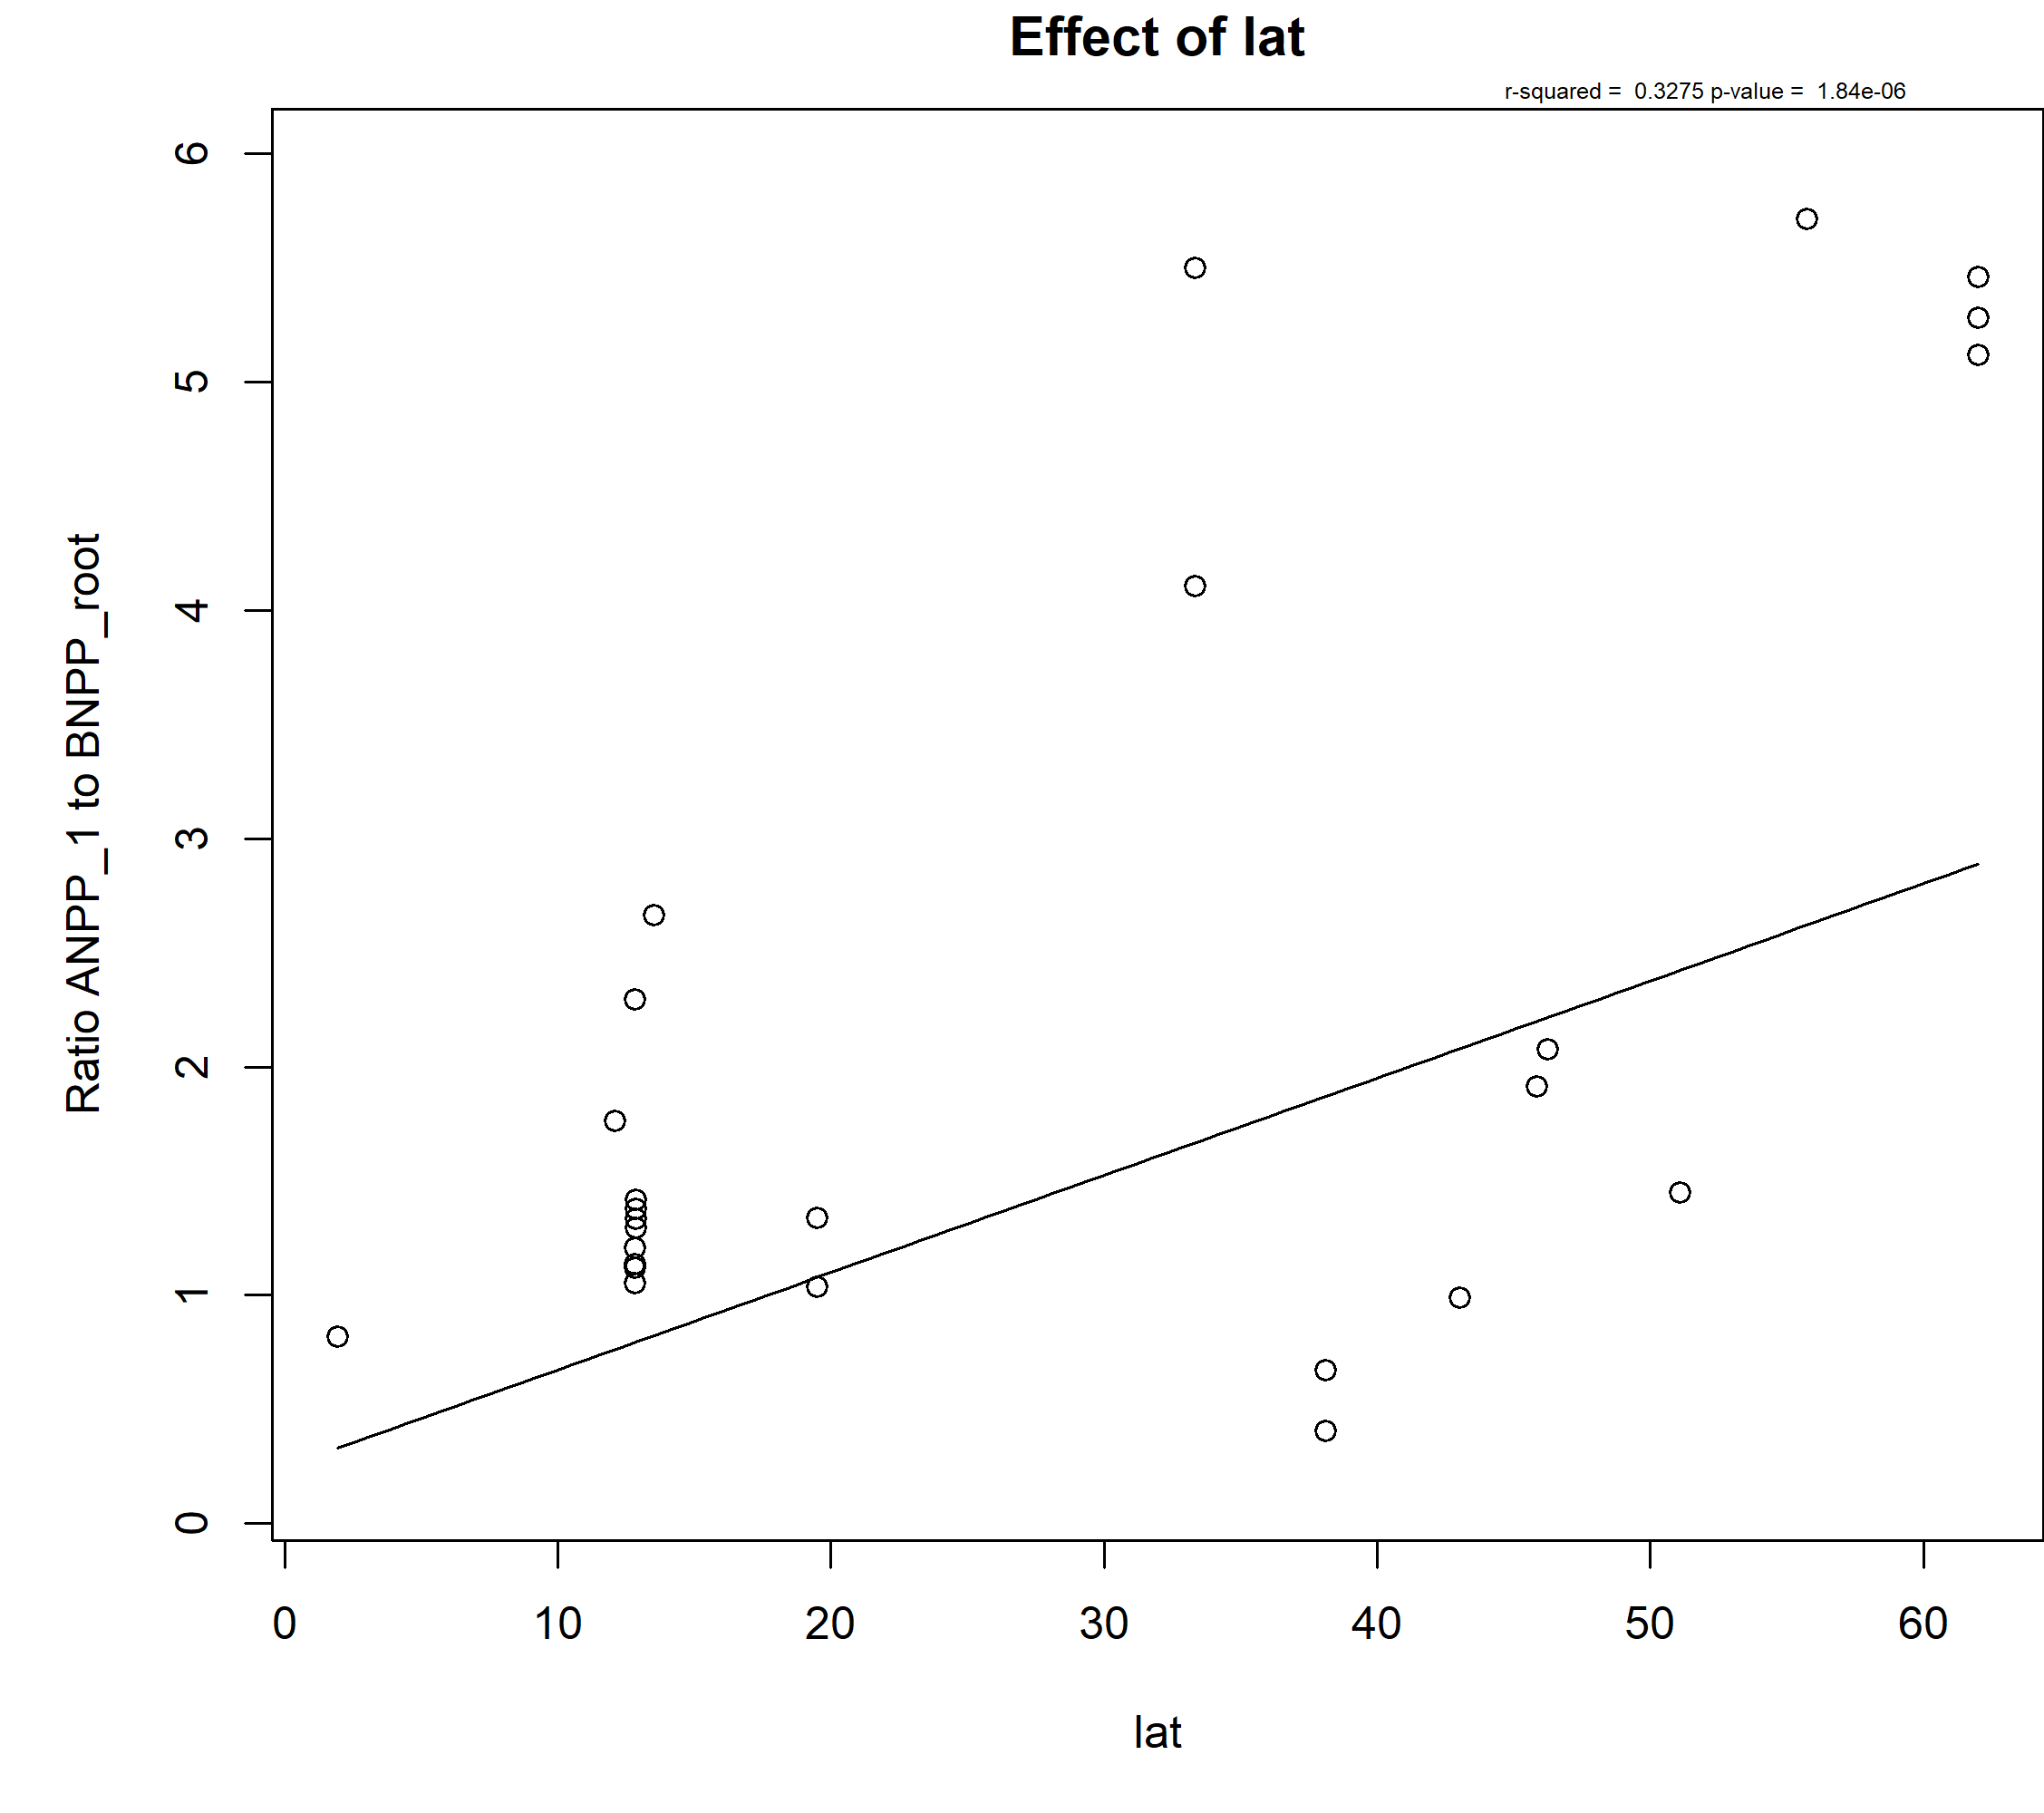 Effect of lat
r-squared =  0.3275 p-value =  1.84e-06
Ratio ANPP_1 to BNPP_root
6
5
4
3
2
1
0
0 10 20 30 40 50 60
lat